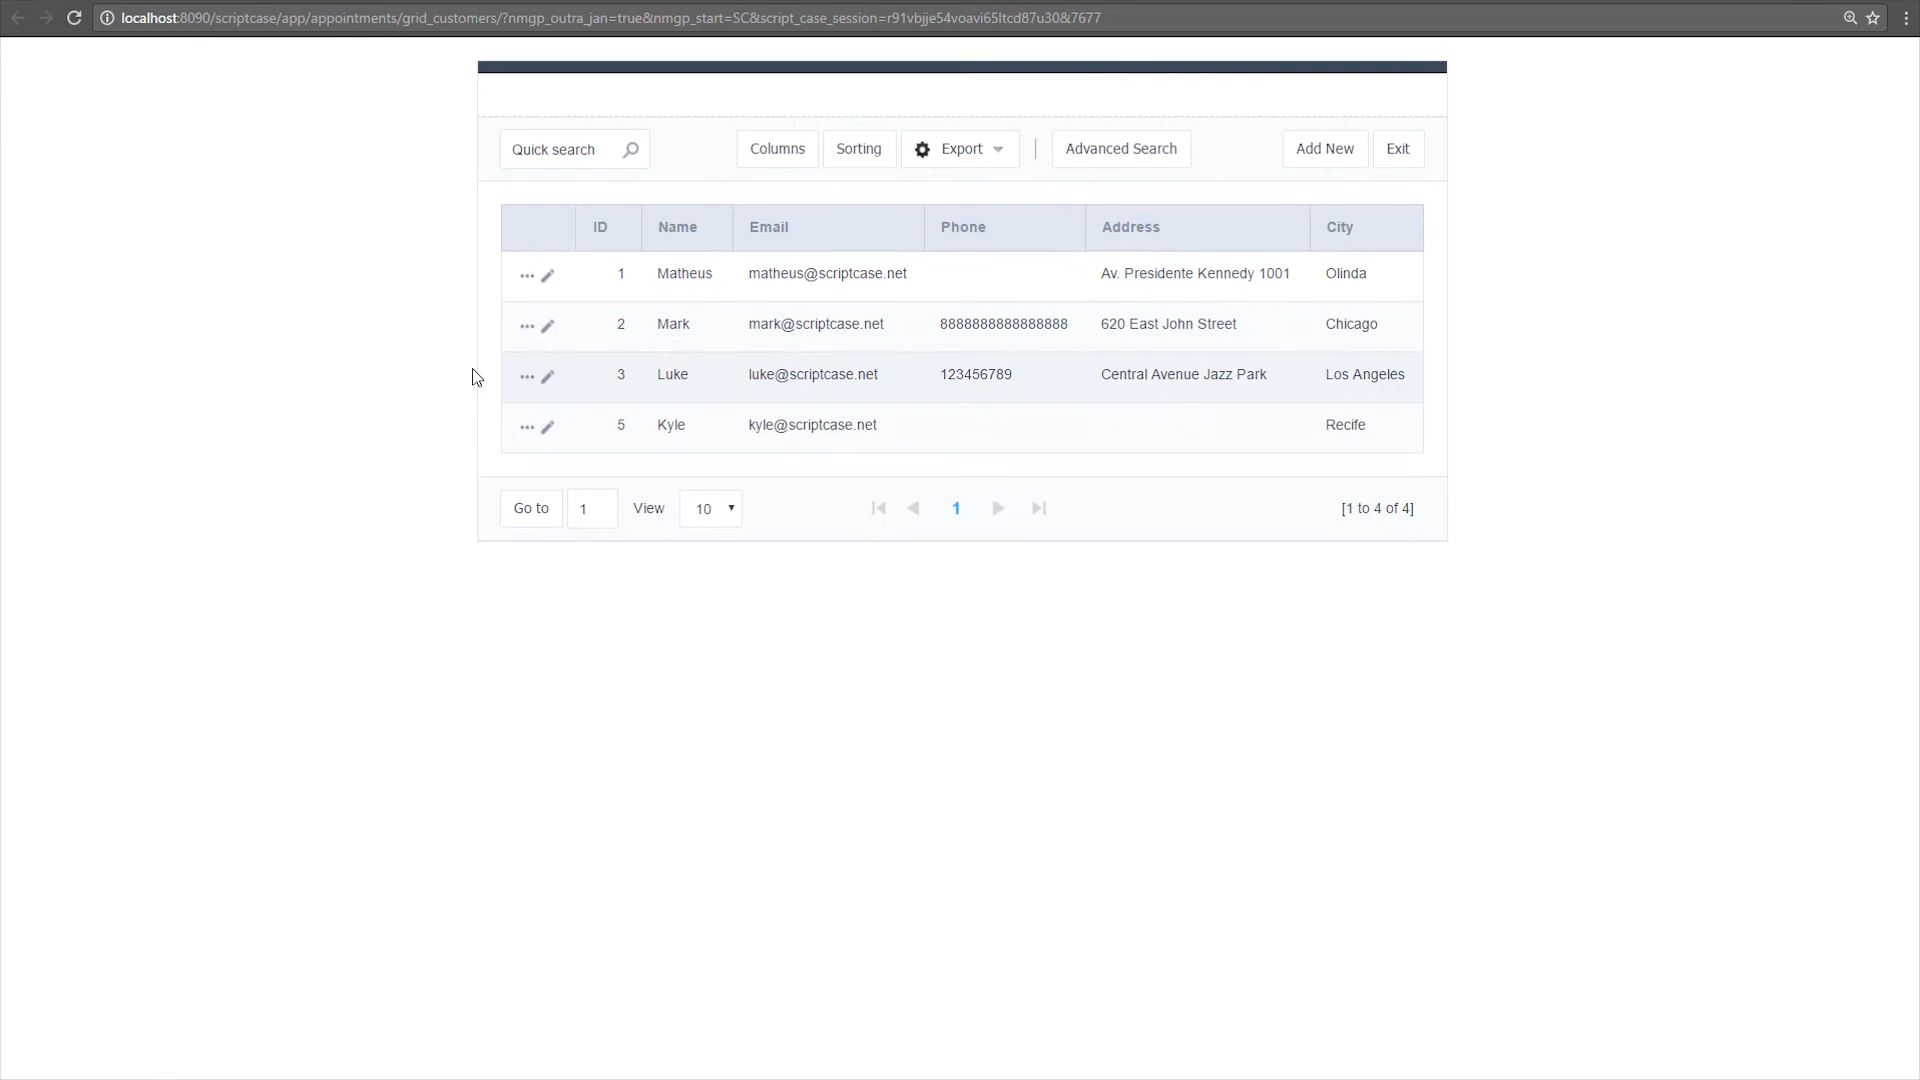 localhost:8090/scriptcase/app/appointments/grid_customers/?nmgp_outra_jan=true&nmgp_start=SC&script_case_session=r91vbjje54voavi65ltcd87u30&7677
Quick search Columns Sorting Export Advanced Search Add New Exit
ID Name Email Phone Address City
1 Matheus matheus@scriptcase.net Av. Presidente Kennedy 1001 Olinda
2 Mark mark@scriptcase.net 8888888888888888 620 East John Street Chicago
3 Luke luke@scriptcase.net 123456789 Central Avenue Jazz Park Los Angeles
5 Kyle kyle@scriptcase.net Recife
Go to 1 View 10 1 [1 to 4 of 4]